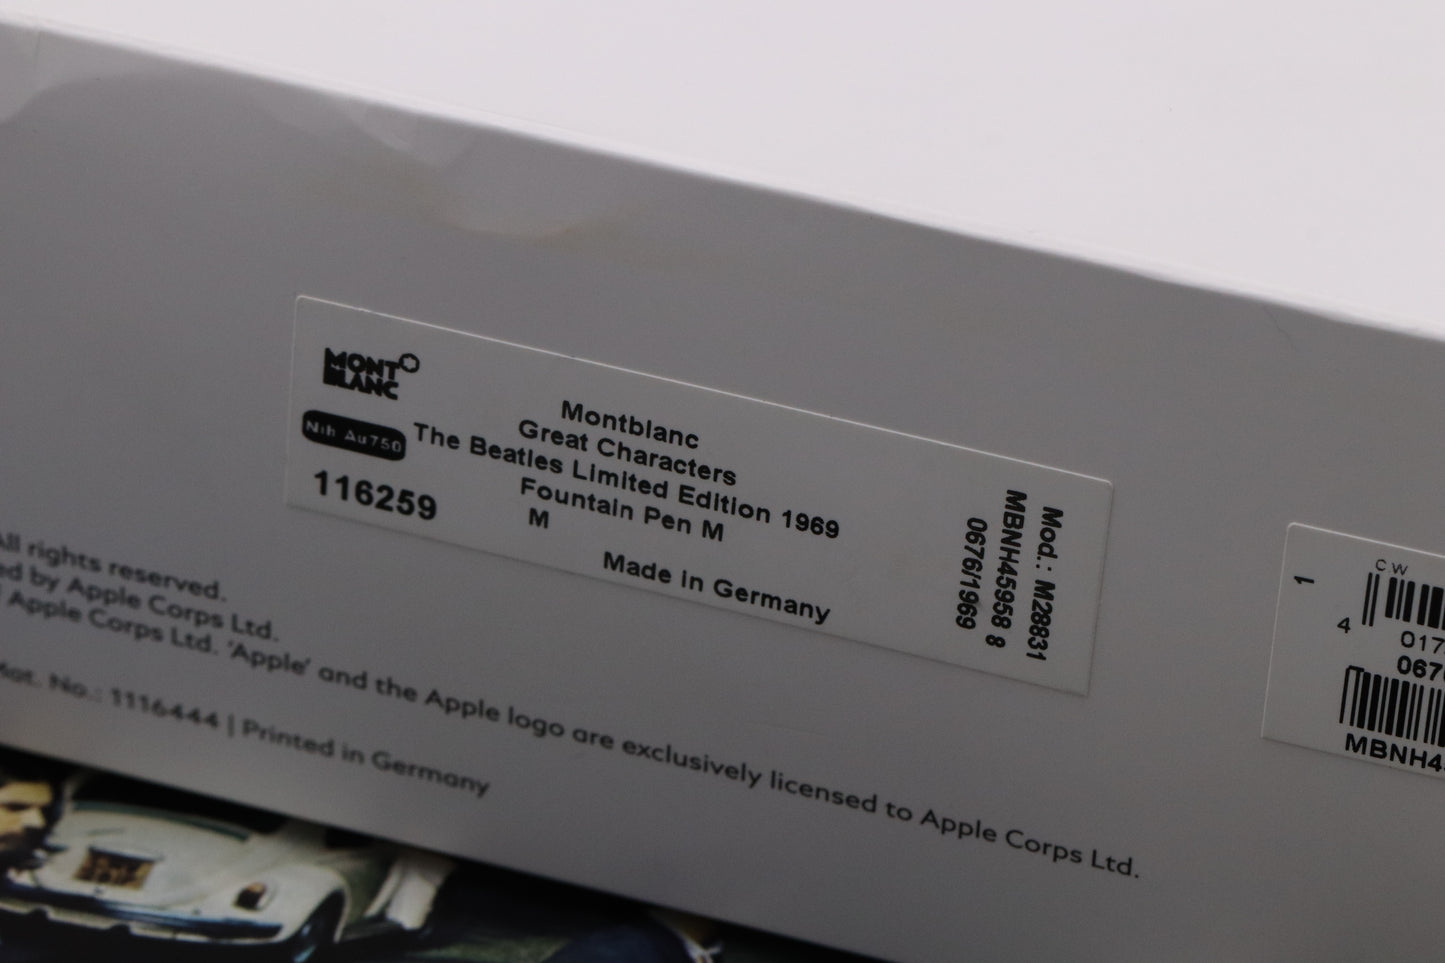 MONT
BLANC
Nib Au750
116259
Montblanc
Great Characters
The Beatles Limited Edition 1969
Fountain Pen M
M
Made in Germany
Mod.: M28831
MBNH45958 8
0676/1969
All rights reserved.
by Apple Corps Ltd.
Apple Corps Ltd. 'Apple' and the Apple logo are exclusively licensed to Apple Corps Ltd.
Mat. No.: 1116444 | Printed in Germany
1
C.W
4
017
067
MBNH4